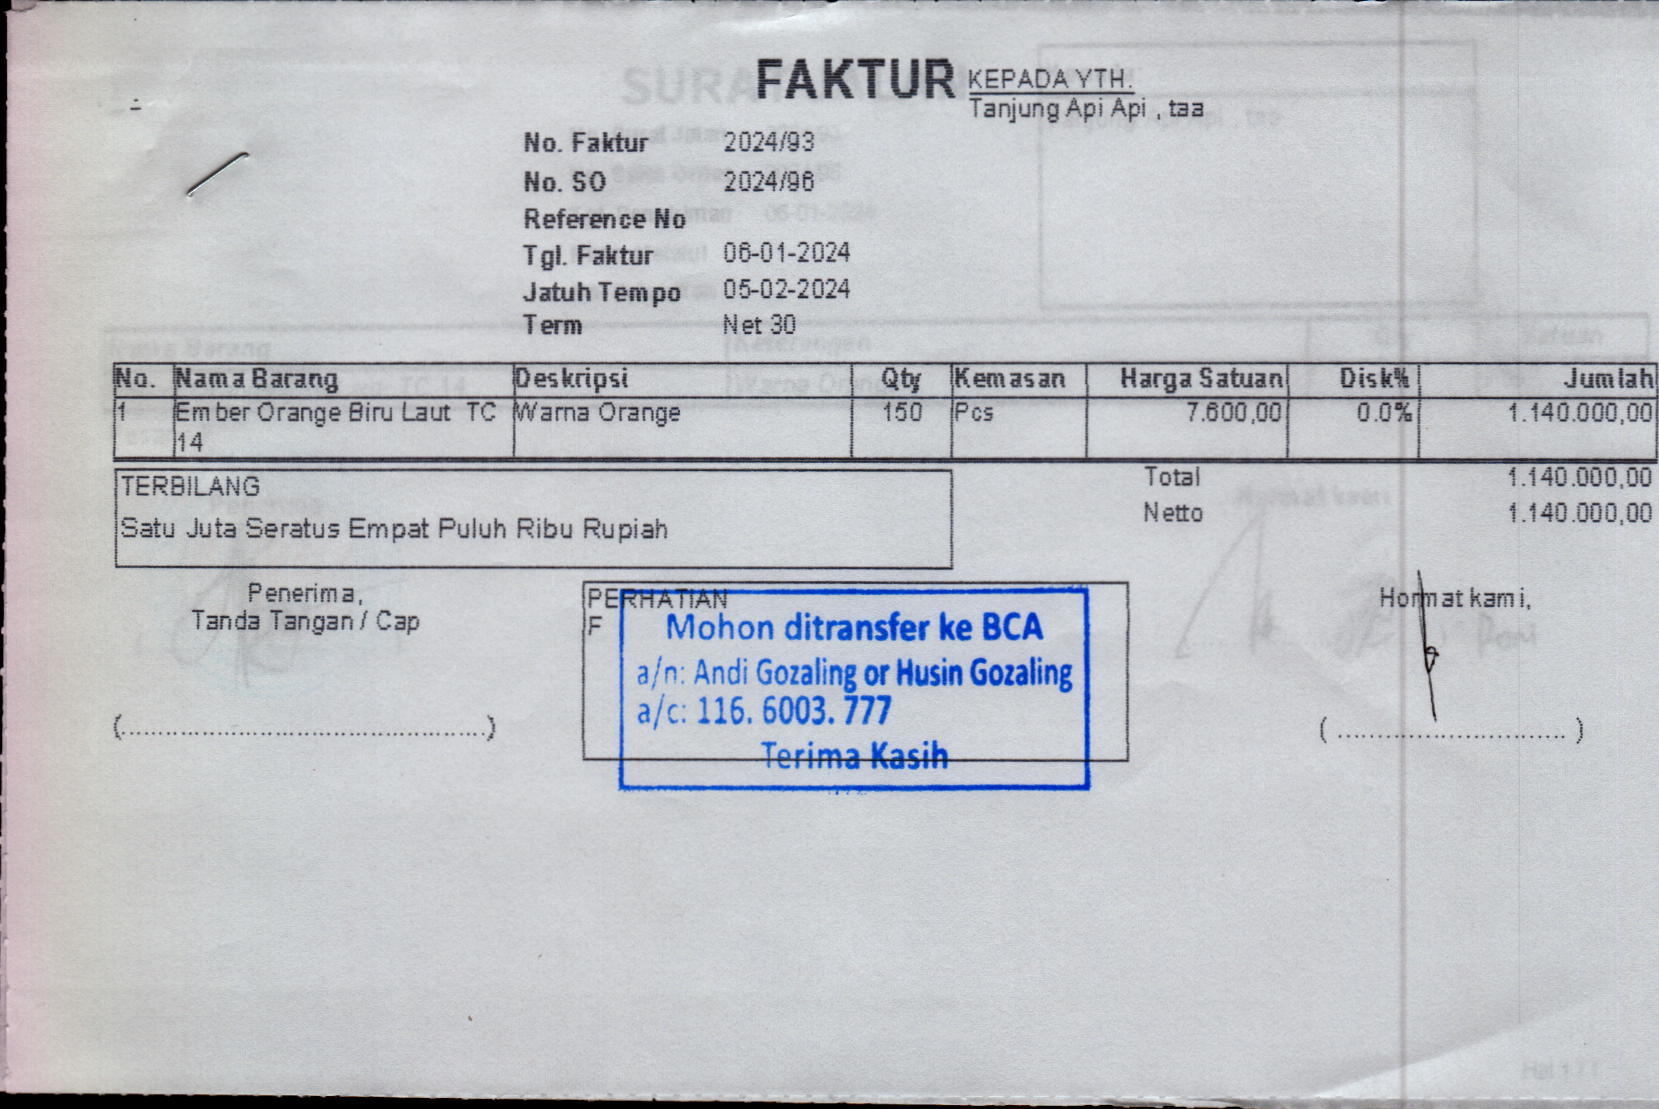 FAKTUR
KEPADA YTH.
Tanjung Api Api , taa
No. Faktur 2024/93
No. SO 2024/96
Reference No
Tgl. Faktur 06-01-2024
Jatuh Tempo 05-02-2024
Term Net 30
No. Nama Barang Deskripsi Qty Kemasan Harga Satuan Disk% Jumlah
1 Ember Orange Biru Laut TC Warna Orange 150 Pcs 7.600,00 0.0% 1.140.000,00
14
TERBILANG
Satu Juta Seratus Empat Puluh Ribu Rupiah
Total 1.140.000,00
Netto 1.140.000,00
Penerima,
Tanda Tangan / Cap
(..............................................)
PERHATIAN
F
Mohon ditransfer ke BCA
a/n: Andi Gozaling or Husin Gozaling
a/c: 116. 6003. 777
Terima Kasih
Hormat kami,
( ............................. )